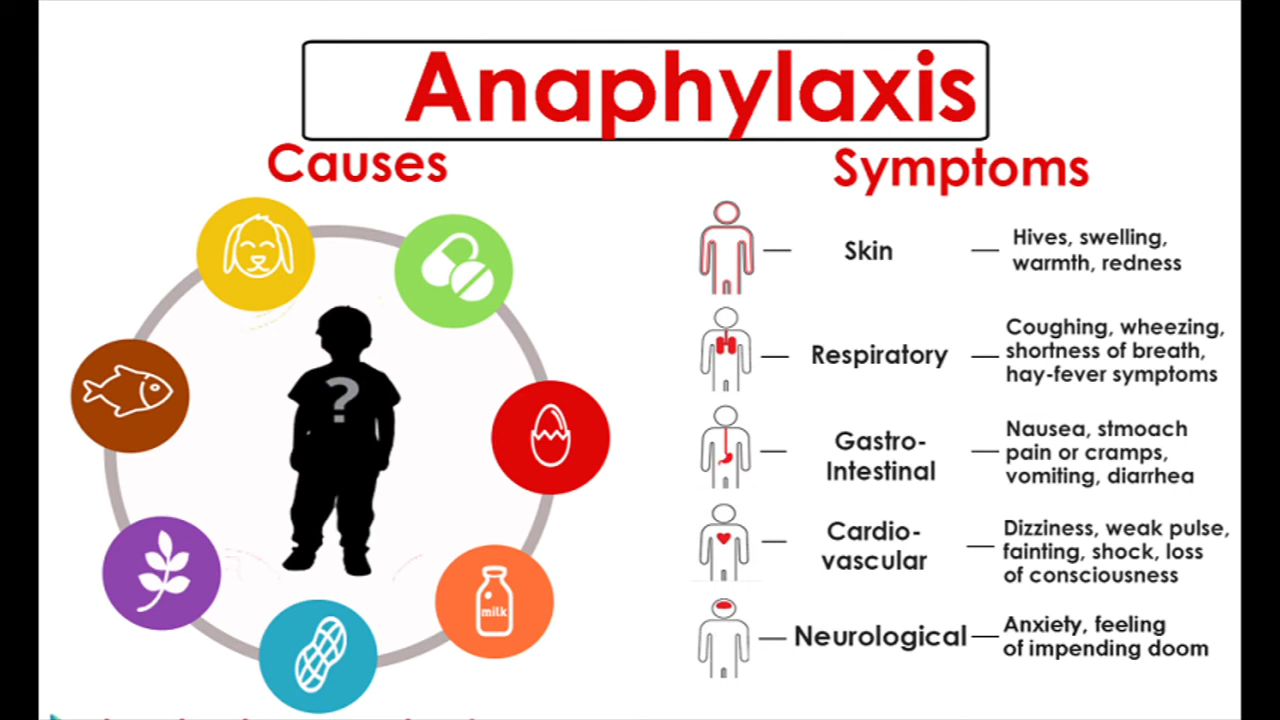 Anaphylaxis
Causes
?
milk
Symptoms
Skin
Hives, swelling,
warmth, redness
Respiratory
Coughing, wheezing,
shortness of breath,
hay-fever symptoms
Gastro-
Intestinal
Nausea, stmoach
pain or cramps,
vomiting, diarrhea
Cardio-
vascular
Dizziness, weak pulse,
fainting, shock, loss
of consciousness
Neurological
Anxiety, feeling
of impending doom